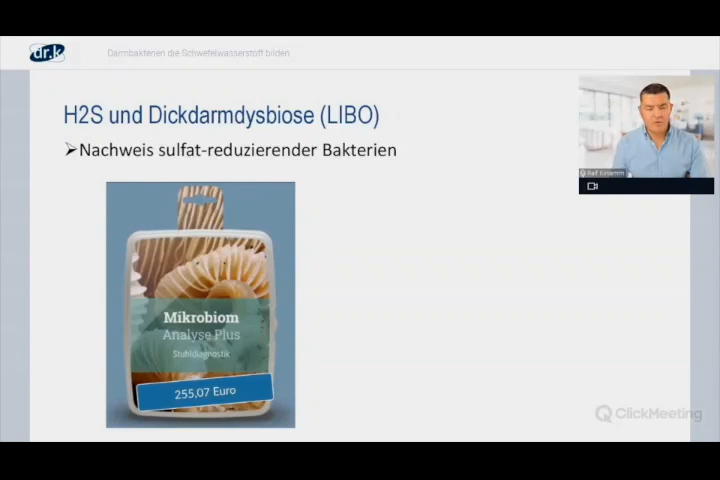 dr.k
Darmbakterien die Schwefelwasserstoff bilden
H2S und Dickdarmdysbiose (LIBO)
➢Nachweis sulfat-reduzierender Bakterien
Ralf
Mikrobiom
Analyse Plus
Stuhldiagnostik
255,07 Euro
ClickMeeting